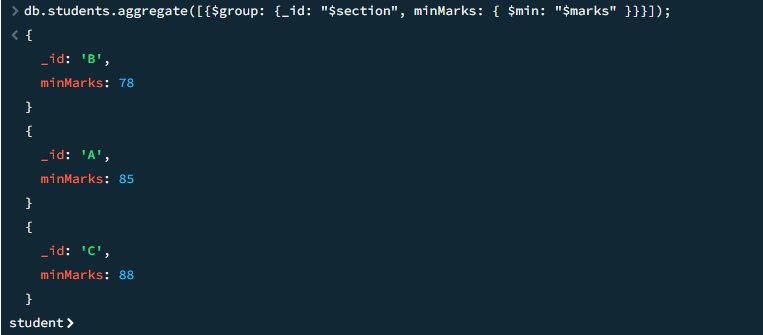 > db.students.aggregate([{$group: {_id: "$section", minMarks: { $min: "$marks" }}}]);
< {
_id: 'B',
minMarks: 78
}
{
_id: 'A',
minMarks: 85
}
{
_id: 'C',
minMarks: 88
}
student>